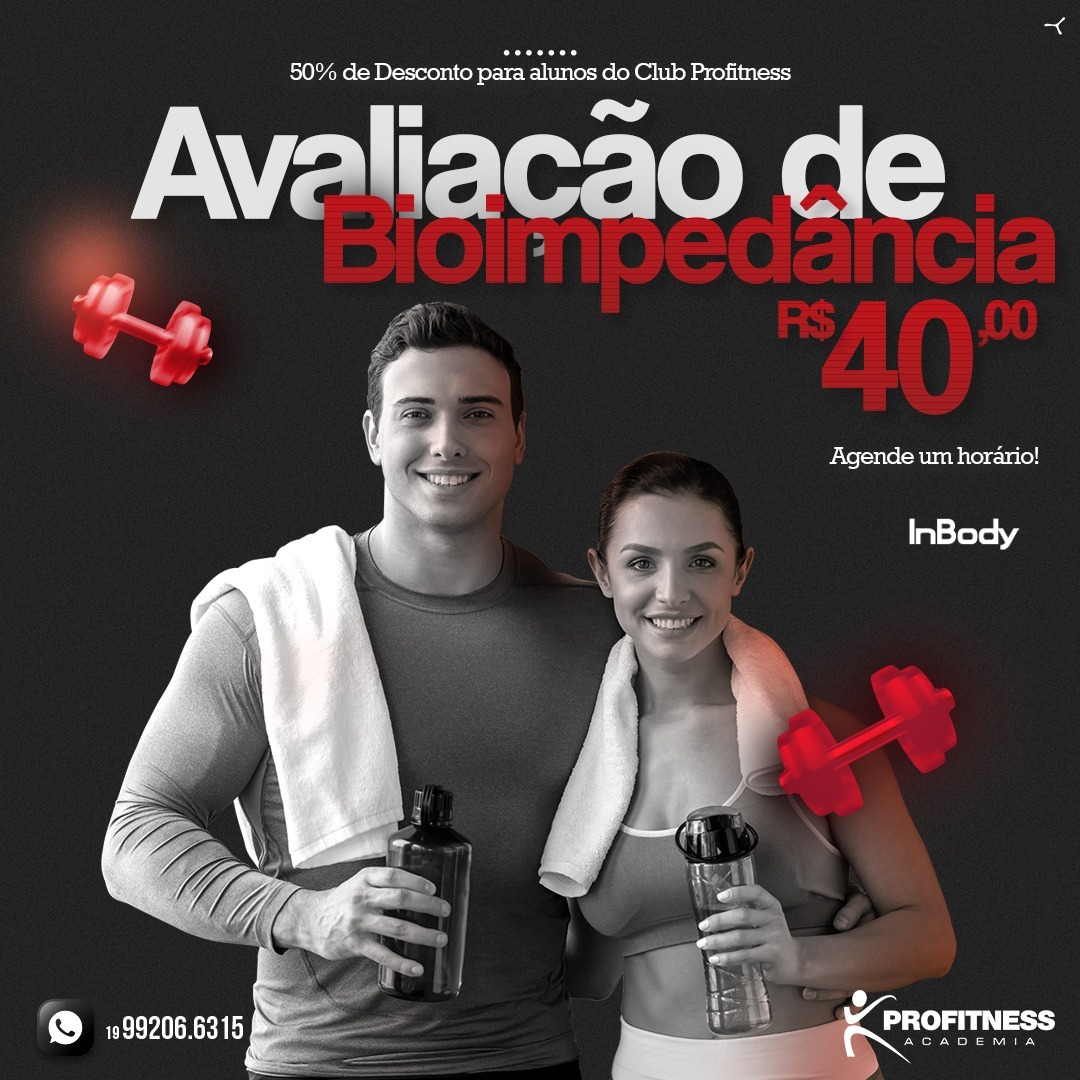 50% de Desconto para alunos do Club Profitness
Avaliação de
Bioimpedância
R$40,00
Agende um horário!
InBody
19 99206.6315
PROFITNESS
ACADEMIA